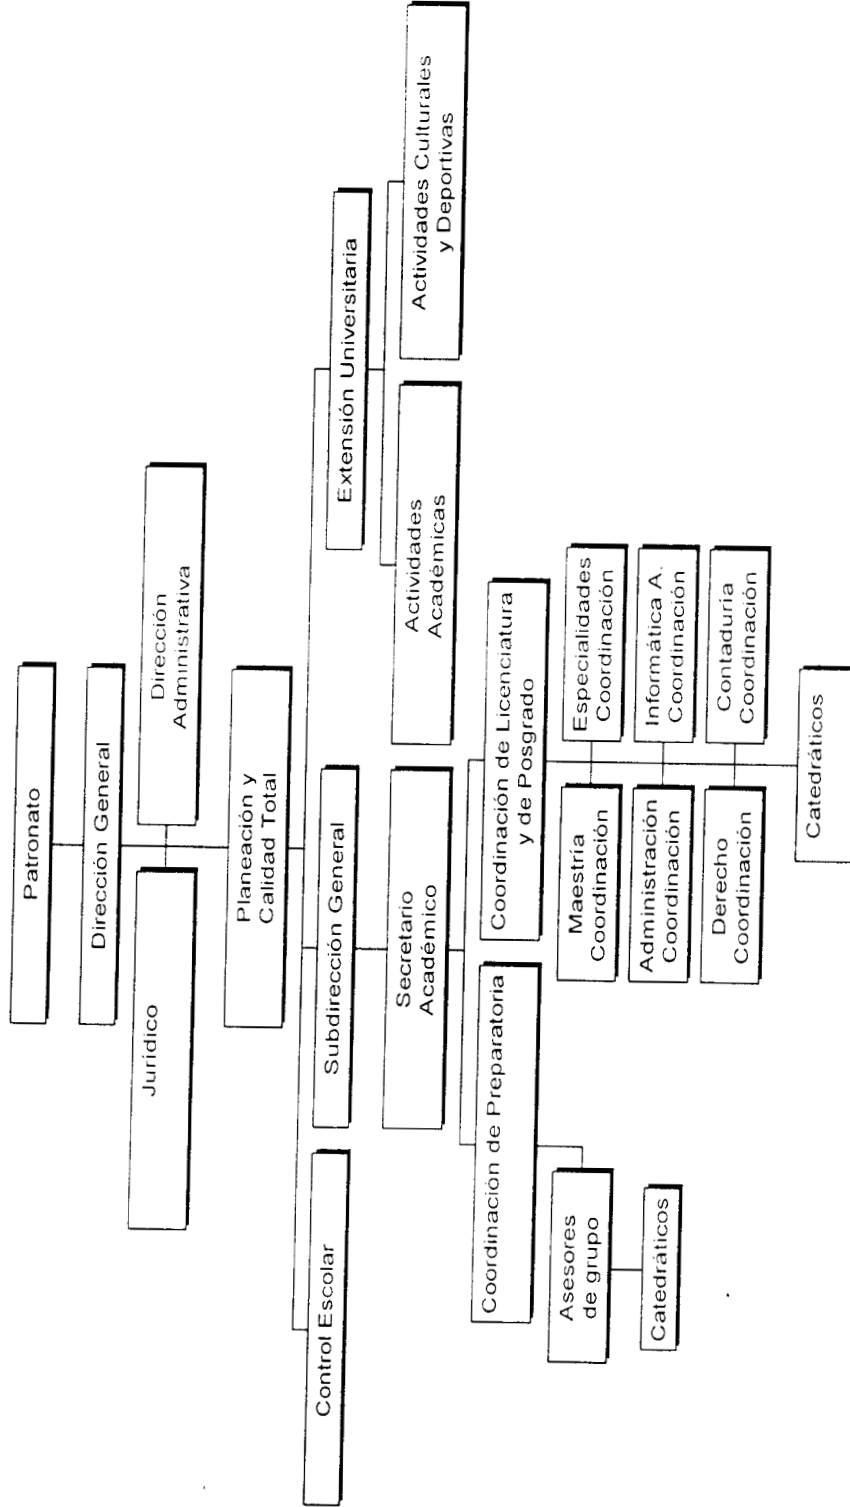 Patronato
Dirección General
Jurídico
Dirección
Administrativa
Planeación y
Calidad Total
Control Escolar
Subdirección General
Extensión Universitaria
Secretario
Académico
Actividades
Académicas
Actividades Culturales
y Deportivas
Coordinación de Preparatoria
Coordinación de Licenciatura
y de Posgrado
Asesores
de grupo
Catedráticos
Maestría
Coordinación
Especialidades
Coordinación
Administración
Coordinación
Informática A.
Coordinación
Derecho
Coordinación
Contaduría
Coordinación
Catedráticos